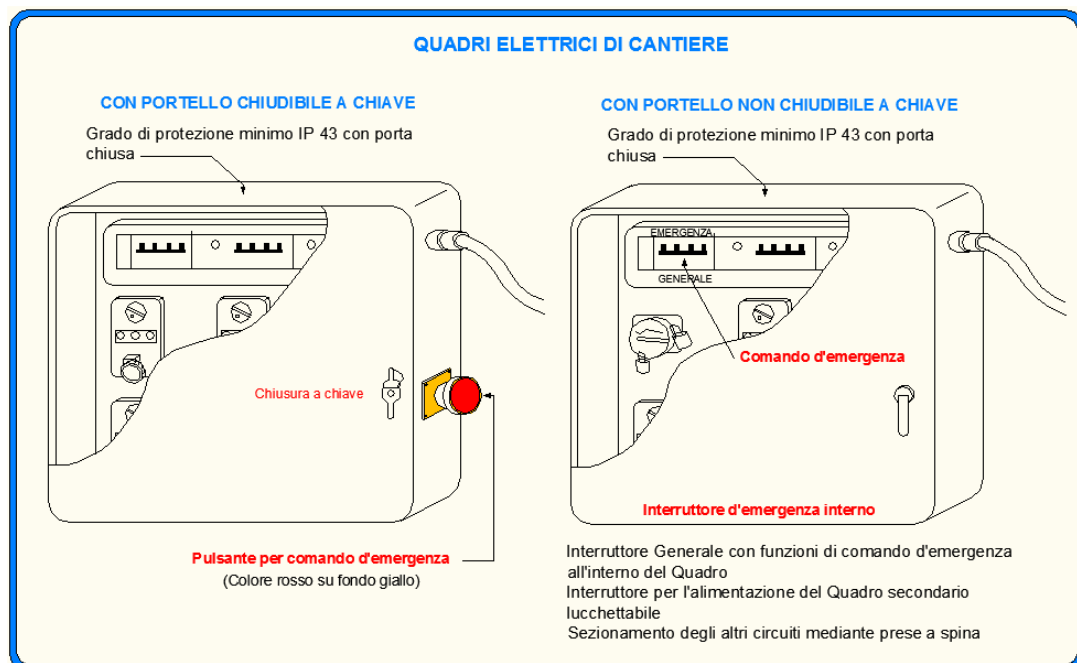 QUADRI ELETTRICI DI CANTIERE
CON PORTELLO CHIUDIBILE A CHIAVE
Grado di protezione minimo IP 43 con porta
chiusa
Chiusura a chiave
Pulsante per comando d'emergenza
(Colore rosso su fondo giallo)
CON PORTELLO NON CHIUDIBILE A CHIAVE
Grado di protezione minimo IP 43 con porta
chiusa
EMERGENZA
GENERALE
Comando d'emergenza
Interruttore d'emergenza interno
Interruttore Generale con funzioni di comando d'emergenza
all'interno del Quadro
Interruttore per l'alimentazione del Quadro secondario
lucchettabile
Sezionamento degli altri circuiti mediante prese a spina